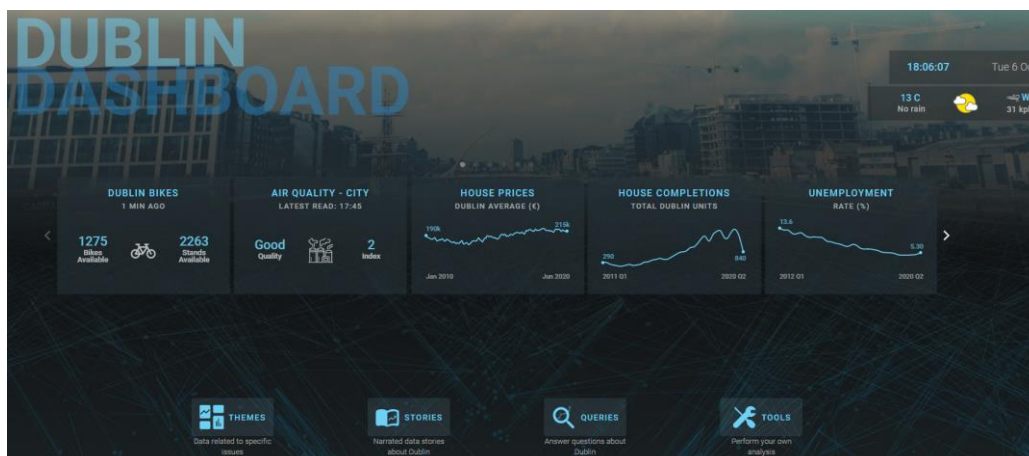 DUBLIN
DASHBOARD
18:06:07 Tue 6
13 C
No rain
W
31
DUBLIN BIKES
1 MIN AGO
1275
Bikes
Available
2263
Stands
Available
AIR QUALITY - CITY
LATEST READ: 17:45
Good
Quality
2
Index
HOUSE PRICES
DUBLIN AVERAGE (€)
190k
215k
Jan 2010
Jun 2020
HOUSE COMPLETIONS
TOTAL DUBLIN UNITS
290
840
2011 Q1
2020 Q2
UNEMPLOYMENT
RATE (%)
13.6
5.30
2012 Q1
2020 Q2
THEMES
Data related to specific
issues
STORIES
Narrated data stories
about Dublin
QUERIES
Answer questions about
Dublin
TOOLS
Perform your own
analysis